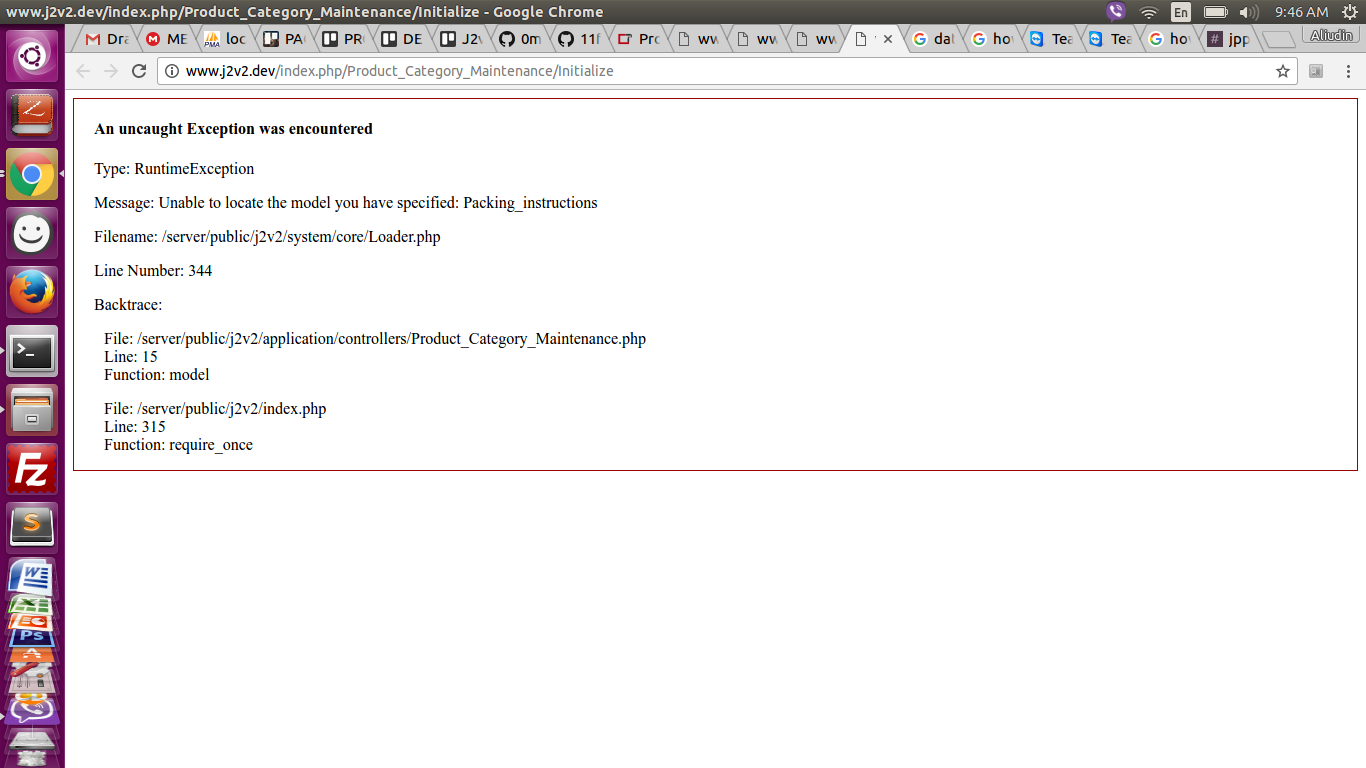 www.j2v2.dev/index.php/Product_Category_Maintenance/Initialize - Google Chrome
En
9:46 AM
Dra
ME
loc
PA
PR
DE
J2v
0m
11f
Pro
ww
ww
ww
dat
ho
Tea
Tea
ho
jpp
Aliudin
www.j2v2.dev/index.php/Product_Category_Maintenance/Initialize
An uncaught Exception was encountered
Type: RuntimeException
Message: Unable to locate the model you have specified: Packing_instructions
Filename: /server/public/j2v2/system/core/Loader.php
Line Number: 344
Backtrace:
File: /server/public/j2v2/application/controllers/Product_Category_Maintenance.php
Line: 15
Function: model
File: /server/public/j2v2/index.php
Line: 315
Function: require_once